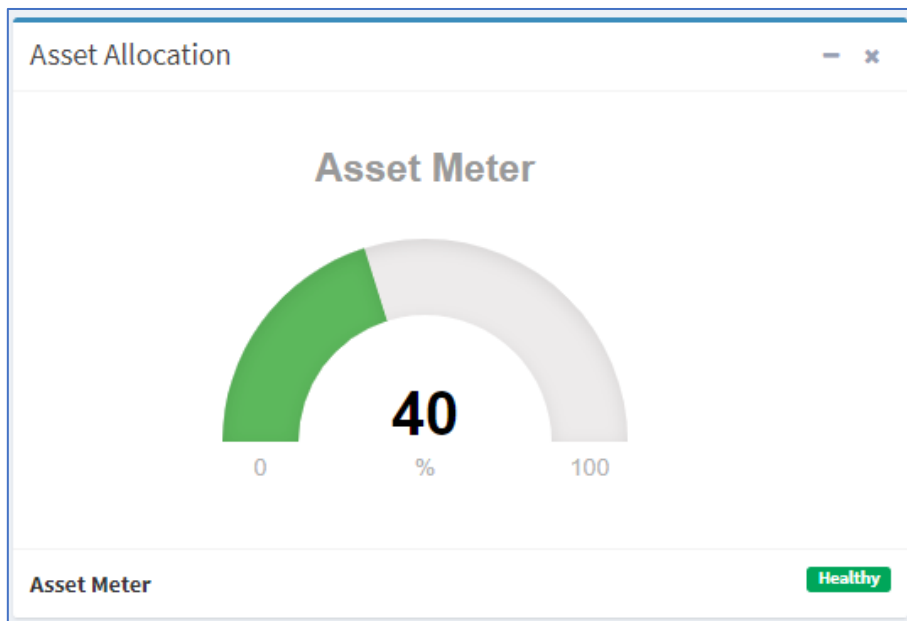 Asset Allocation
Asset Meter
40
0 % 100
Asset Meter Healthy